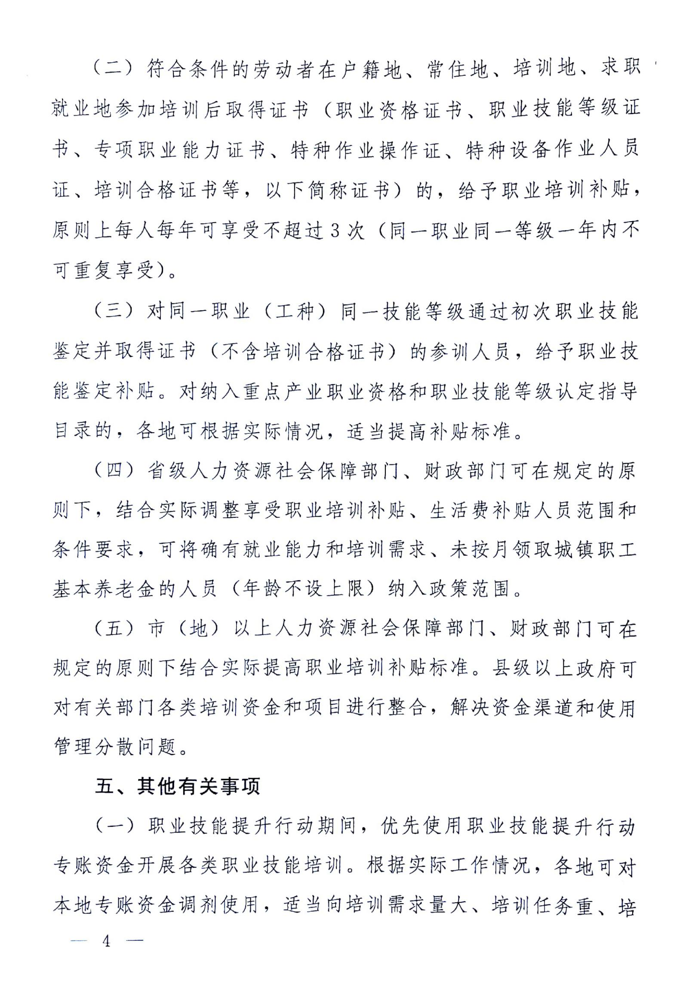 （二）符合条件的劳动者在户籍地、常住地、培训地、求职
就业地参加培训后取得证书（职业资格证书、职业技能等级证
书、专项职业能力证书、特种作业操作证、特种设备作业人员
证、培训合格证书等，以下简称证书）的，给予职业培训补贴，
原则上每人每年可享受不超过3次（同一职业同一等级一年内不
可重复享受）。
（三）对同一职业（工种）同一技能等级通过初次职业技能
鉴定并取得证书（不含培训合格证书）的参训人员，给予职业技
能鉴定补贴。对纳入重点产业职业资格和职业技能等级认定指导
目录的，各地可根据实际情况，适当提高补贴标准。
（四）省级人力资源社会保障部门、财政部门可在规定的原
则下，结合实际调整享受职业培训补贴、生活费补贴人员范围和
条件要求，可将确有就业能力和培训需求、未按月领取城镇职工
基本养老金的人员（年龄不设上限）纳入政策范围。
（五）市（地）以上人力资源社会保障部门、财政部门可在
规定的原则下结合实际提高职业培训补贴标准。县级以上政府可
对有关部门各类培训资金和项目进行整合，解决资金渠道和使用
管理分散问题。
五、其他有关事项
（一）职业技能提升行动期间，优先使用职业技能提升行动
专账资金开展各类职业技能培训。根据实际工作情况，各地可对
本地专账资金调剂使用，适当向培训需求量大、培训任务重、培
— 4 —